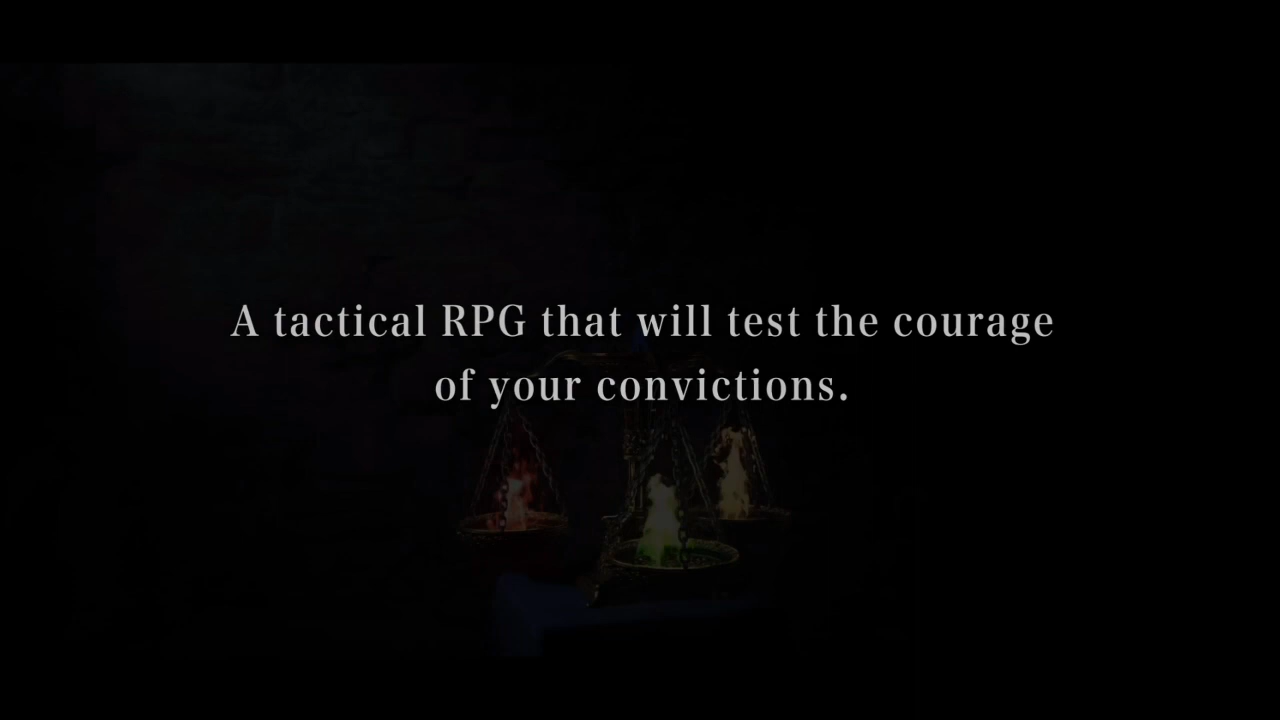 A tactical RPG that will test the courage
of your convictions.